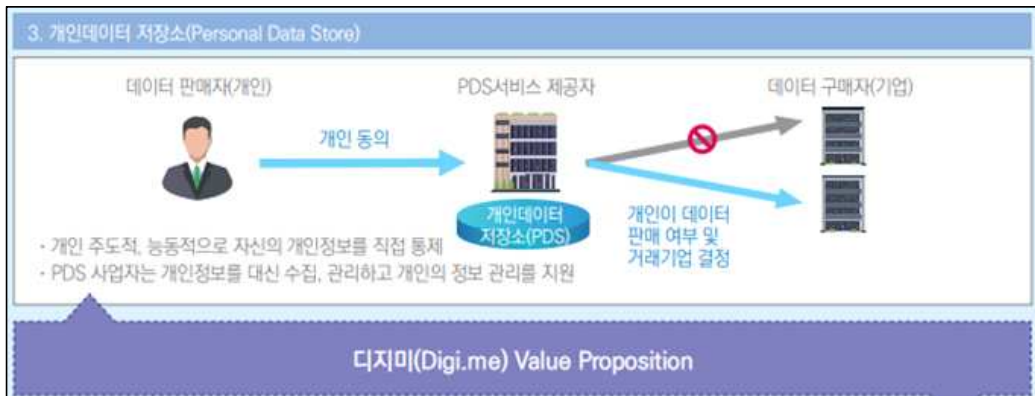 3. 개인데이터 저장소(Personal Data Store)
데이터 판매자(개인)
PDS서비스 제공자
데이터 구매자(기업)
개인 동의
개인데이터
저장소(PDS)
개인이 데이터
판매 여부 및
거래기업 결정
· 개인 주도적, 능동적으로 자신의 개인정보를 직접 통제
· PDS 사업자는 개인정보를 대신 수집, 관리하고 개인의 정보 관리를 지원
디지미(Digi.me) Value Proposition